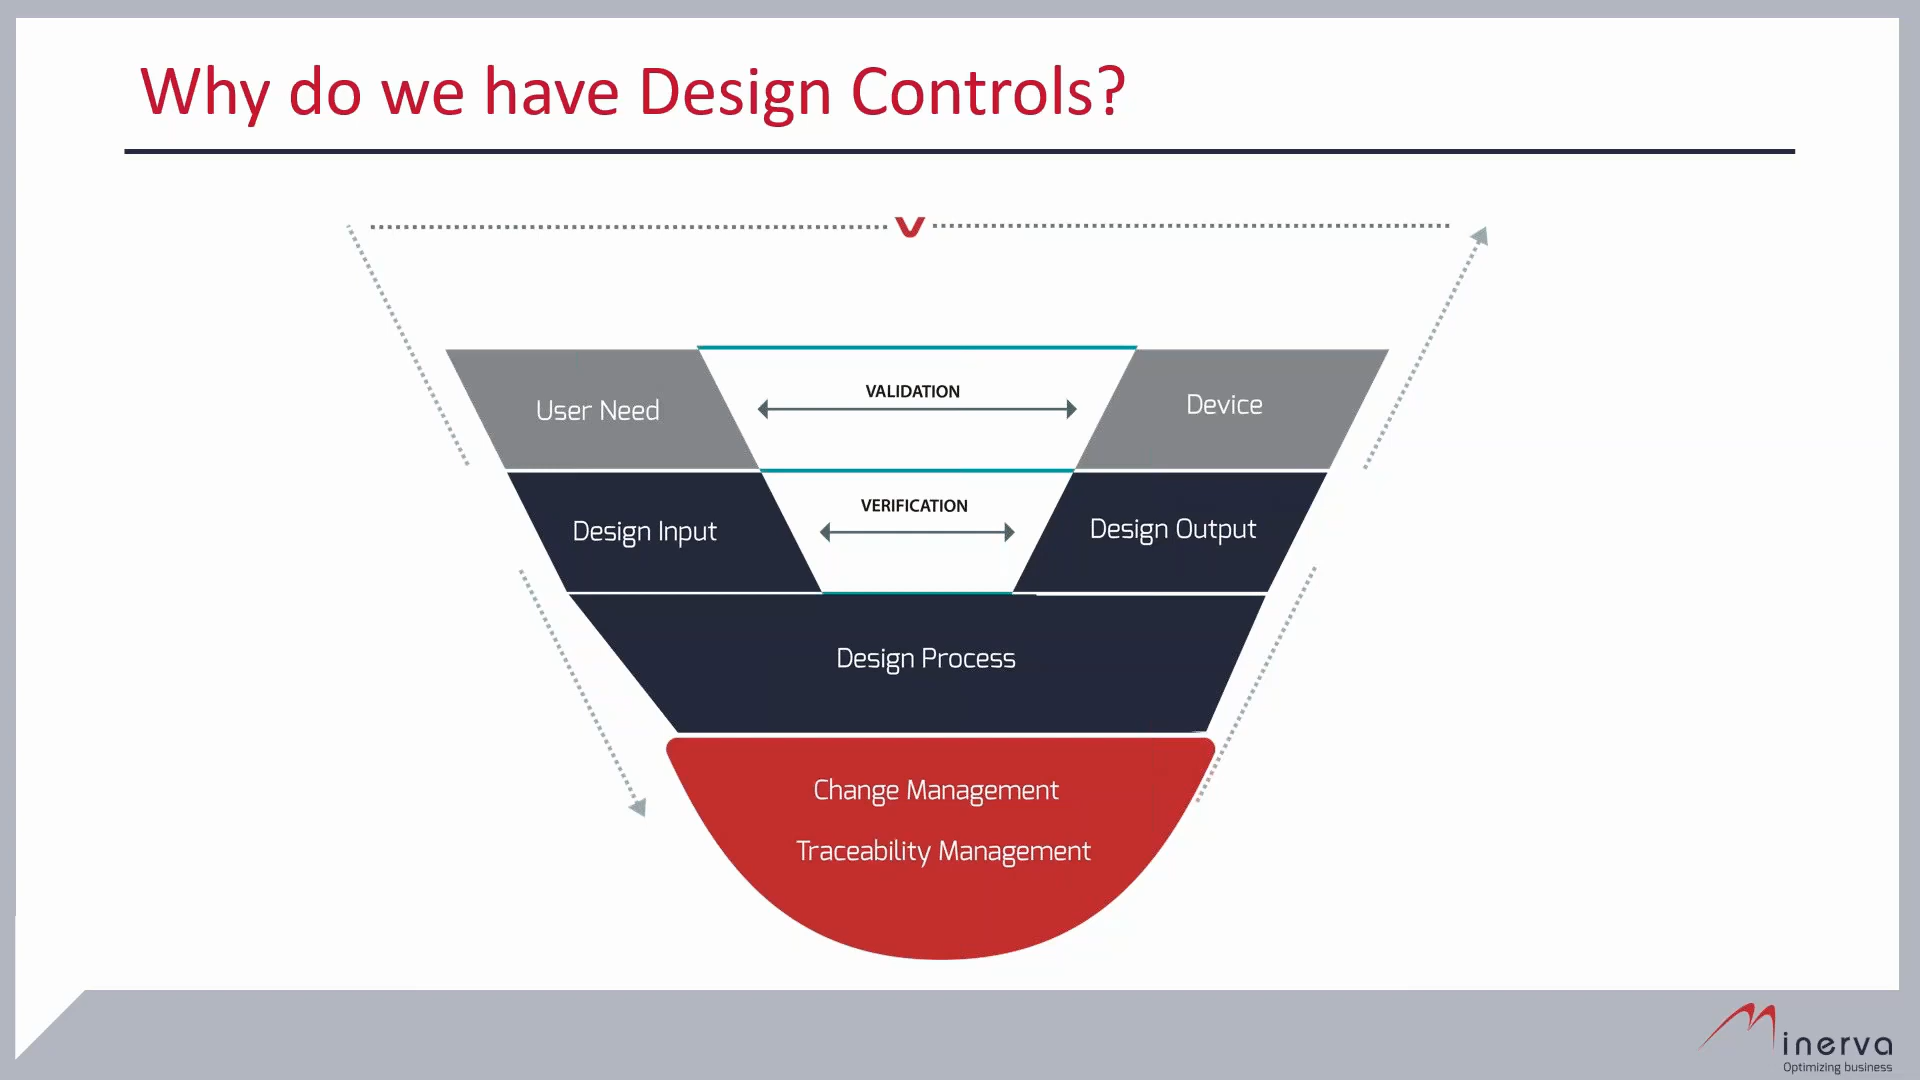 Why do we have Design Controls?
V
VALIDATION
User Need
Device
VERIFICATION
Design Input
Design Output
Design Process
Change Management
Traceability Management
Minerva
Optimizing business